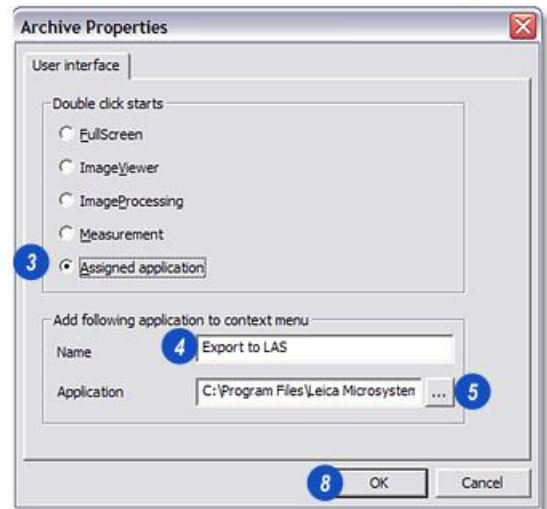 Archive Properties
User interface
Double click starts
FullScreen
ImageViewer
ImageProcessing
Measurement
3 Assigned application
Add following application to context menu
Name 4 Export to LAS
Application C:\Program Files\Leica Microsystem ... 5
8 OK Cancel